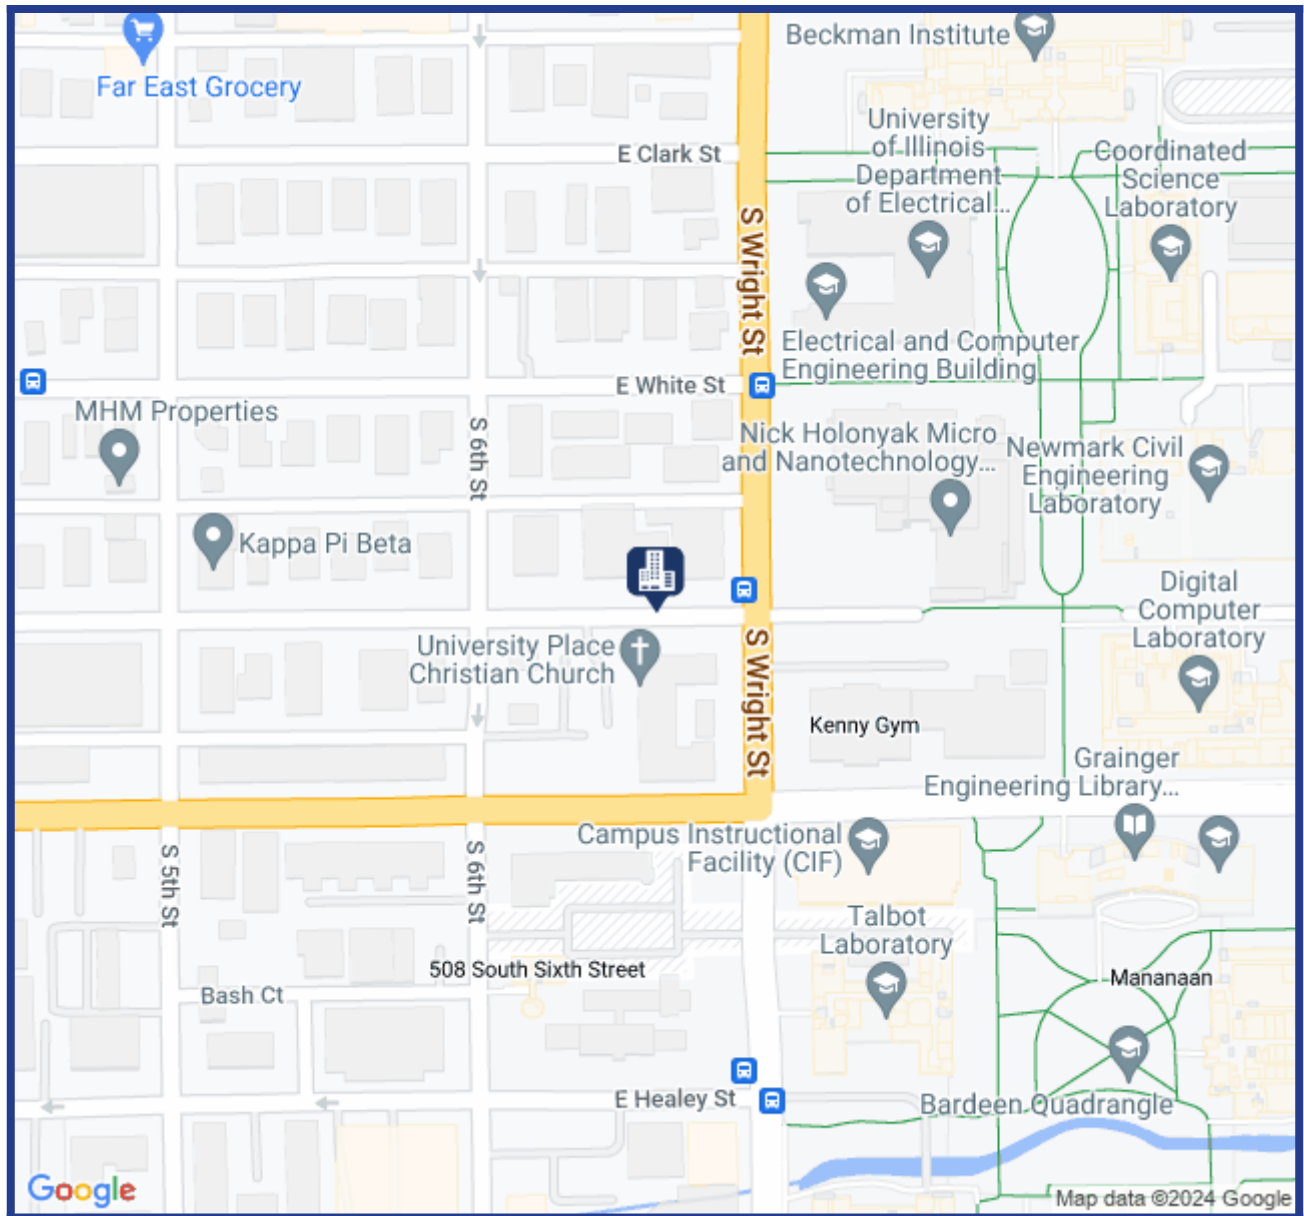 Beckman Institute
Far East Grocery
University
of Illinois
Department
of Electrical...
E Clark St
Coordinated
Science
Laboratory
S Wright St
Electrical and Computer
Engineering Building
E White St
MHM Properties
S 6th St
Nick Holonyak Micro
and Nanotechnology...
Newmark Civil
Engineering
Laboratory
Kappa Pi Beta
Digital
Computer
Laboratory
University Place
Christian Church
S Wright St
Kenny Gym
Grainger
Engineering Library...
Campus Instructional
Facility (CIF)
S 5th St
S 6th St
Talbot
Laboratory
508 South Sixth Street
Mananaan
Bash Ct
E Healey St
Bardeen Quadrangle
Google
Map data ©2024 Google